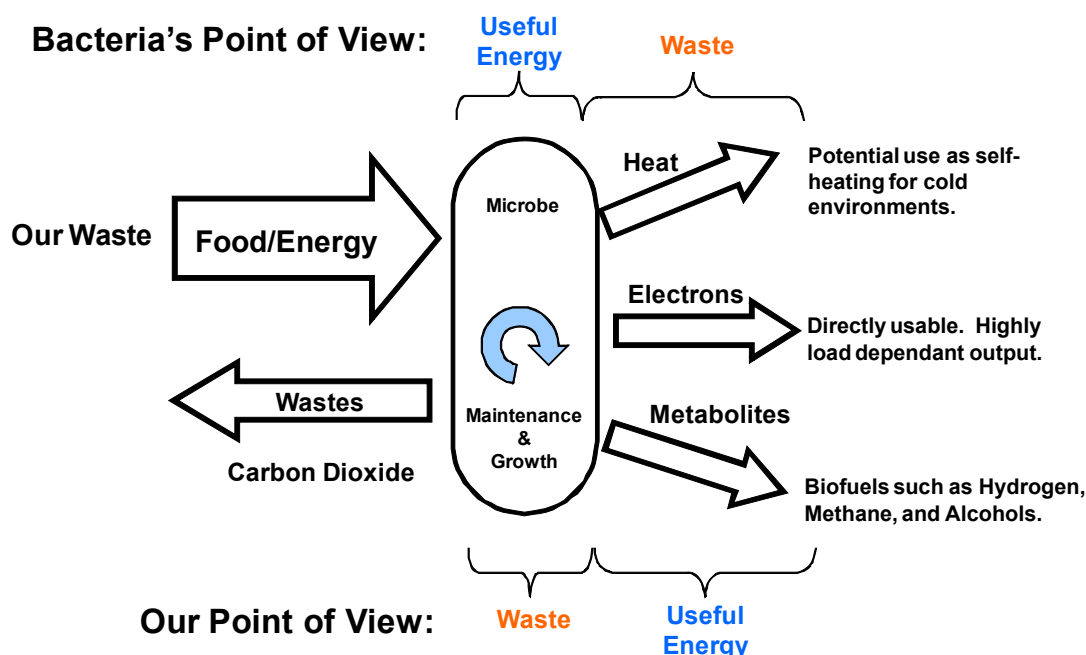 Bacteria's Point of View:
Useful
Energy
Waste
Our Waste
Food/Energy
Microbe
Heat
Potential use as self-
heating for cold
environments.
Electrons
Directly usable. Highly
load dependant output.
Wastes
Carbon Dioxide
Maintenance
&
Growth
Metabolites
Biofuels such as Hydrogen,
Methane, and Alcohols.
Our Point of View:
Waste
Useful
Energy